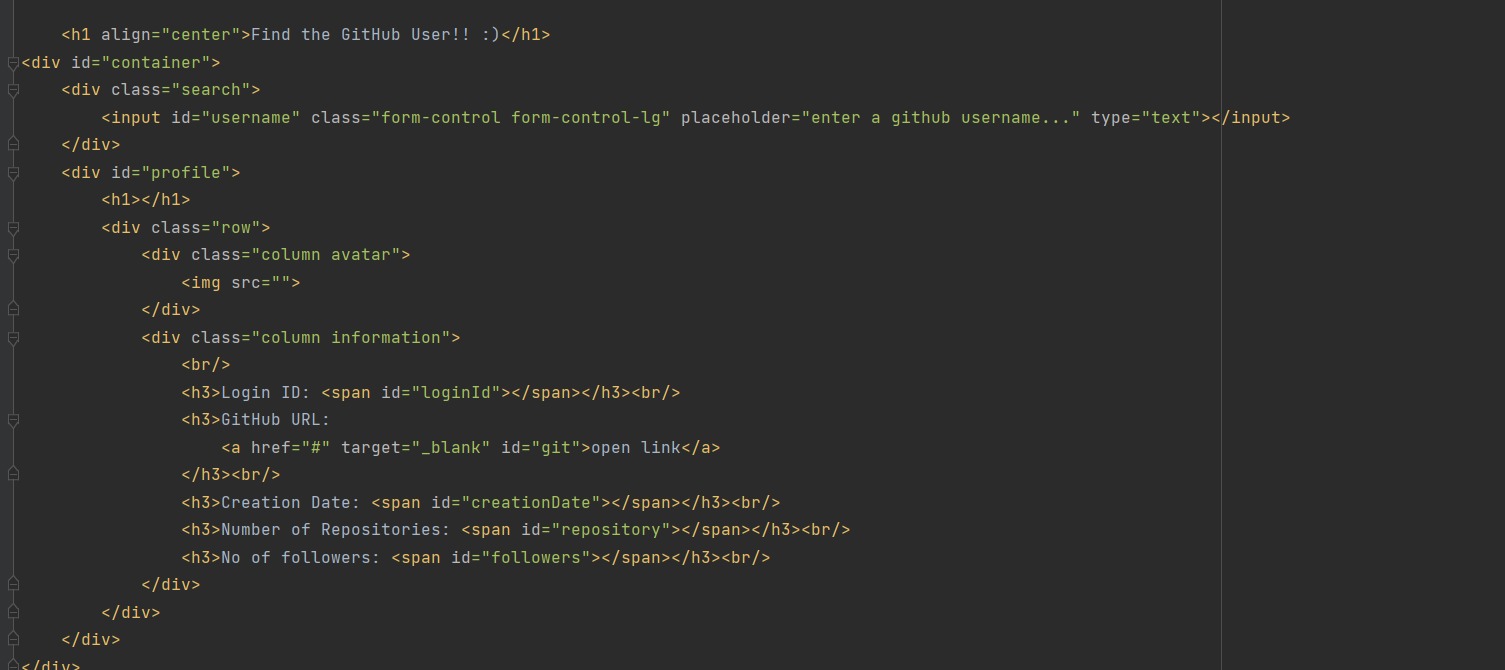 <h1 align="center">Find the GitHub User!! :)</h1>
<div id="container">
    <div class="search">
        <input id="username" class="form-control form-control-lg" placeholder="enter a github username..." type="text"></input>
    </div>
    <div id="profile">
        <h1></h1>
        <div class="row">
            <div class="column avatar">
                <img src="">
            </div>
            <div class="column information">
                <br/>
                <h3>Login ID: <span id="loginId"></span></h3><br/>
                <h3>GitHub URL:
                    <a href="#" target="_blank" id="git">open link</a>
                </h3><br/>
                <h3>Creation Date: <span id="creationDate"></span></h3><br/>
                <h3>Number of Repositories: <span id="repository"></span></h3><br/>
                <h3>No of followers: <span id="followers"></span></h3><br/>
            </div>
        </div>
    </div>
</div>